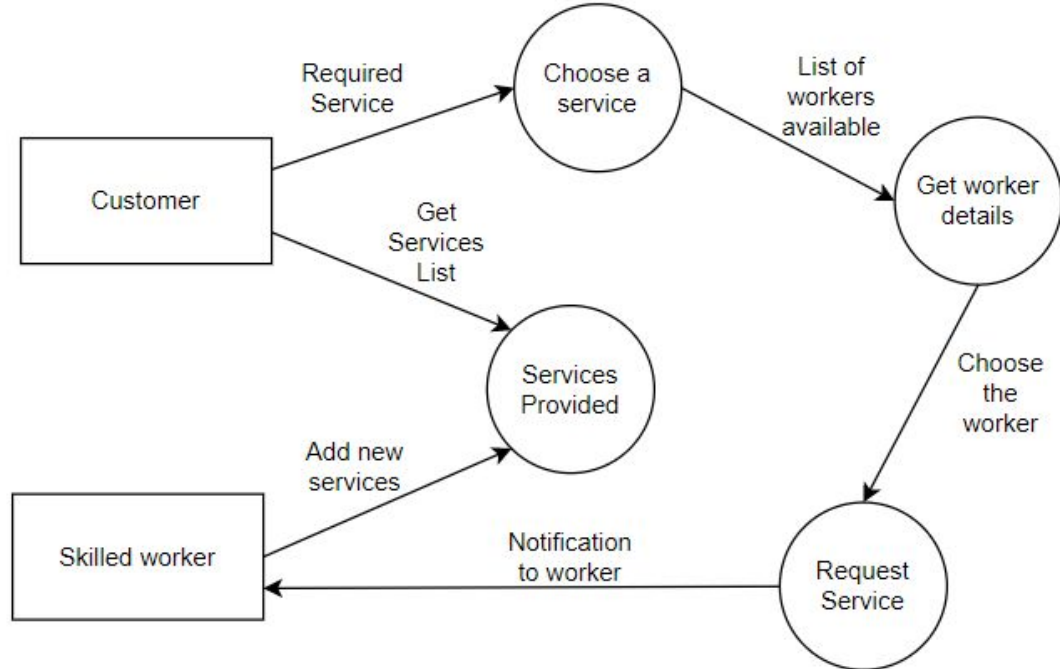 Required
Service
Choose a
service
List of
workers
available
Customer
Get worker
details
Get
Services
List
Services
Provided
Choose
the
worker
Add new
services
Skilled worker
Notification
to worker
Request
Service